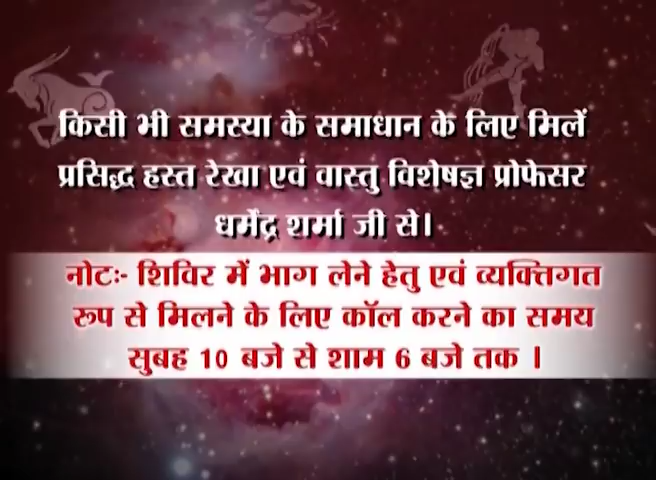 किसी भी समस्या के समाधान के लिए मिलें
प्रसिद्ध हस्त रेखा एवं वास्तु विशेषज्ञ प्रोफेसर
धर्मेंद्र शर्मा जी से।
नोटः- शिविर में भाग लेने हेतु एवं व्यक्तिगत
रूप से मिलने के लिए कॉल करने का समय
सुबह 10 बजे से शाम 6 बजे तक ।